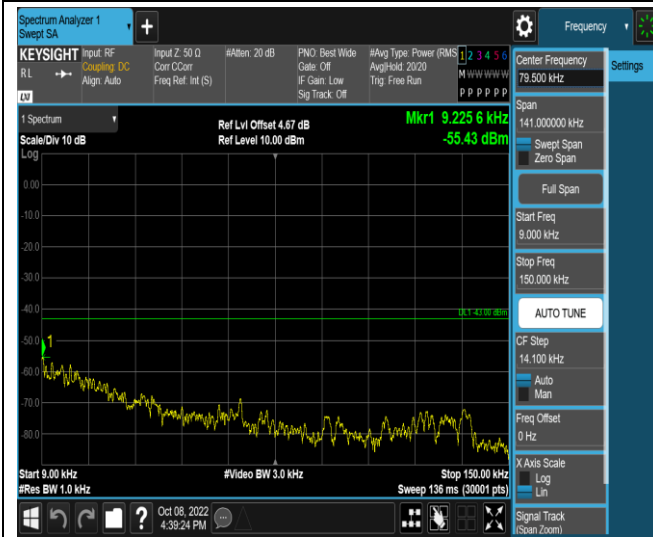 Spectrum Analyzer 1
Swept SA
+
Frequency
KEYSIGHT
RL
LXI
Input: RF
Coupling: DC
Align: Auto
Input Z: 50 Ω
Corr CCorr
Freq Ref: Int (S)
#Atten: 20 dB
PNO: Best Wide
Gate: Off
IF Gain: Low
Sig Track: Off
#Avg Type: Power (RMS
Avg|Hold: 20/20
Trig: Free Run
1 2 3 4 5 6
M W W W W W
P P P P P P
1 Spectrum
Scale/Div 10 dB
Log
Ref Lvl Offset 4.67 dB
Ref Level 10.00 dBm
Mkr1 9.225 6 kHz
-55.43 dBm
0.00
-10.0
-20.0
-30.0
-40.0
DL1 -43.00 dBm
-50.0
1
-60.0
-70.0
-80.0
Start 9.00 kHz
#Res BW 1.0 kHz
#Video BW 3.0 kHz
Stop 150.00 kHz
Sweep 136 ms (30001 pts)
?
Oct 08, 2022
4:39:24 PM
Center Frequency
79.500 kHz
Settings
Span
141.000000 kHz
Swept Span
Zero Span
Full Span
Start Freq
9.000 kHz
Stop Freq
150.000 kHz
AUTO TUNE
CF Step
14.100 kHz
Auto
Man
Freq Offset
0 Hz
X Axis Scale
Log
Lin
Signal Track
(Span Zoom)